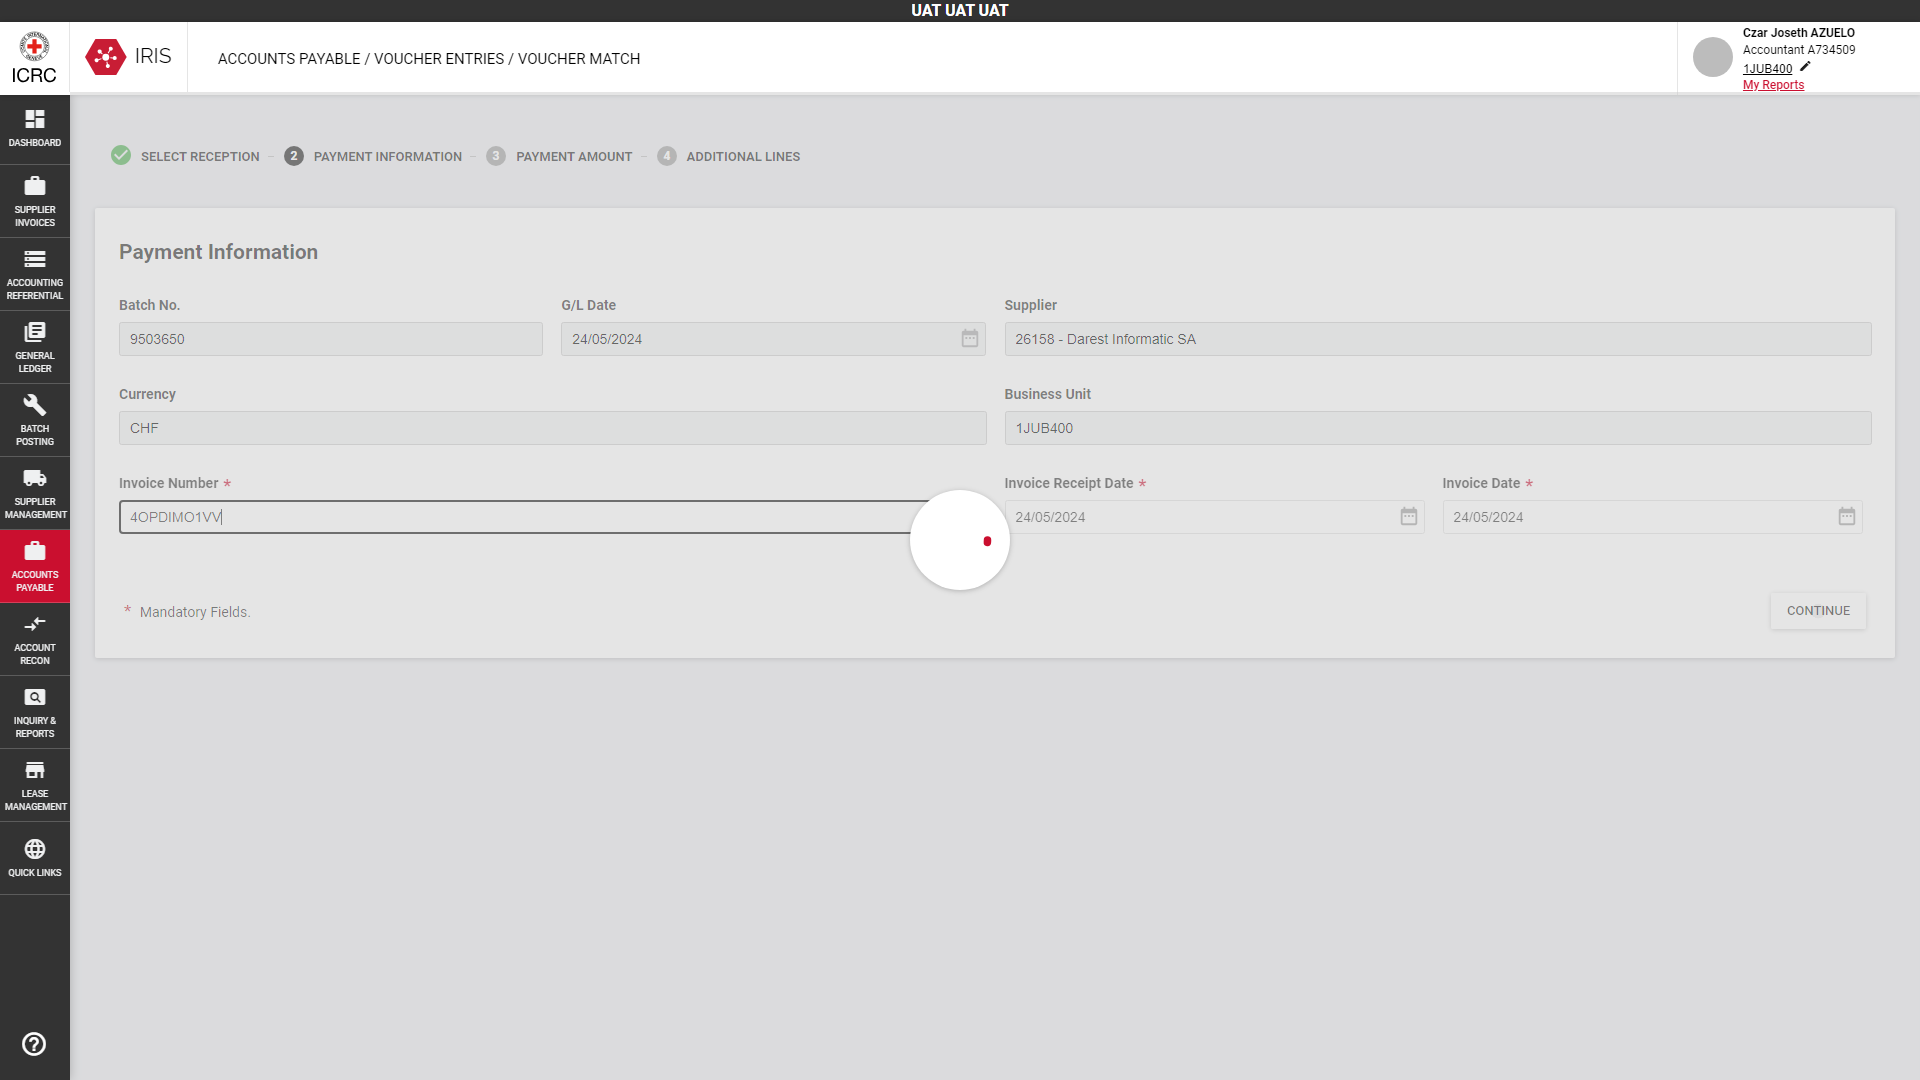 UAT UAT UAT
ICRC
IRIS
ACCOUNTS PAYABLE / VOUCHER ENTRIES / VOUCHER MATCH
Czar Joseth AZUELO
Accountant A734509
1JUB400
My Reports
DASHBOARD
SUPPLIER
INVOICES
ACCOUNTING
REFERENTIAL
GENERAL
LEDGER
BATCH
POSTING
SUPPLIER
MANAGEMENT
ACCOUNTS
PAYABLE
ACCOUNT
RECON
INQUIRY &
REPORTS
LEASE
MANAGEMENT
QUICK LINKS
SELECT RECEPTION
2 PAYMENT INFORMATION
3 PAYMENT AMOUNT
4 ADDITIONAL LINES
Payment Information
Batch No.
9503650
G/L Date
24/05/2024
Supplier
26158 - Darest Informatic SA
Currency
CHF
Business Unit
1JUB400
Invoice Number *
4OPDIMO1VV
Invoice Receipt Date *
24/05/2024
Invoice Date *
24/05/2024
* Mandatory Fields.
CONTINUE